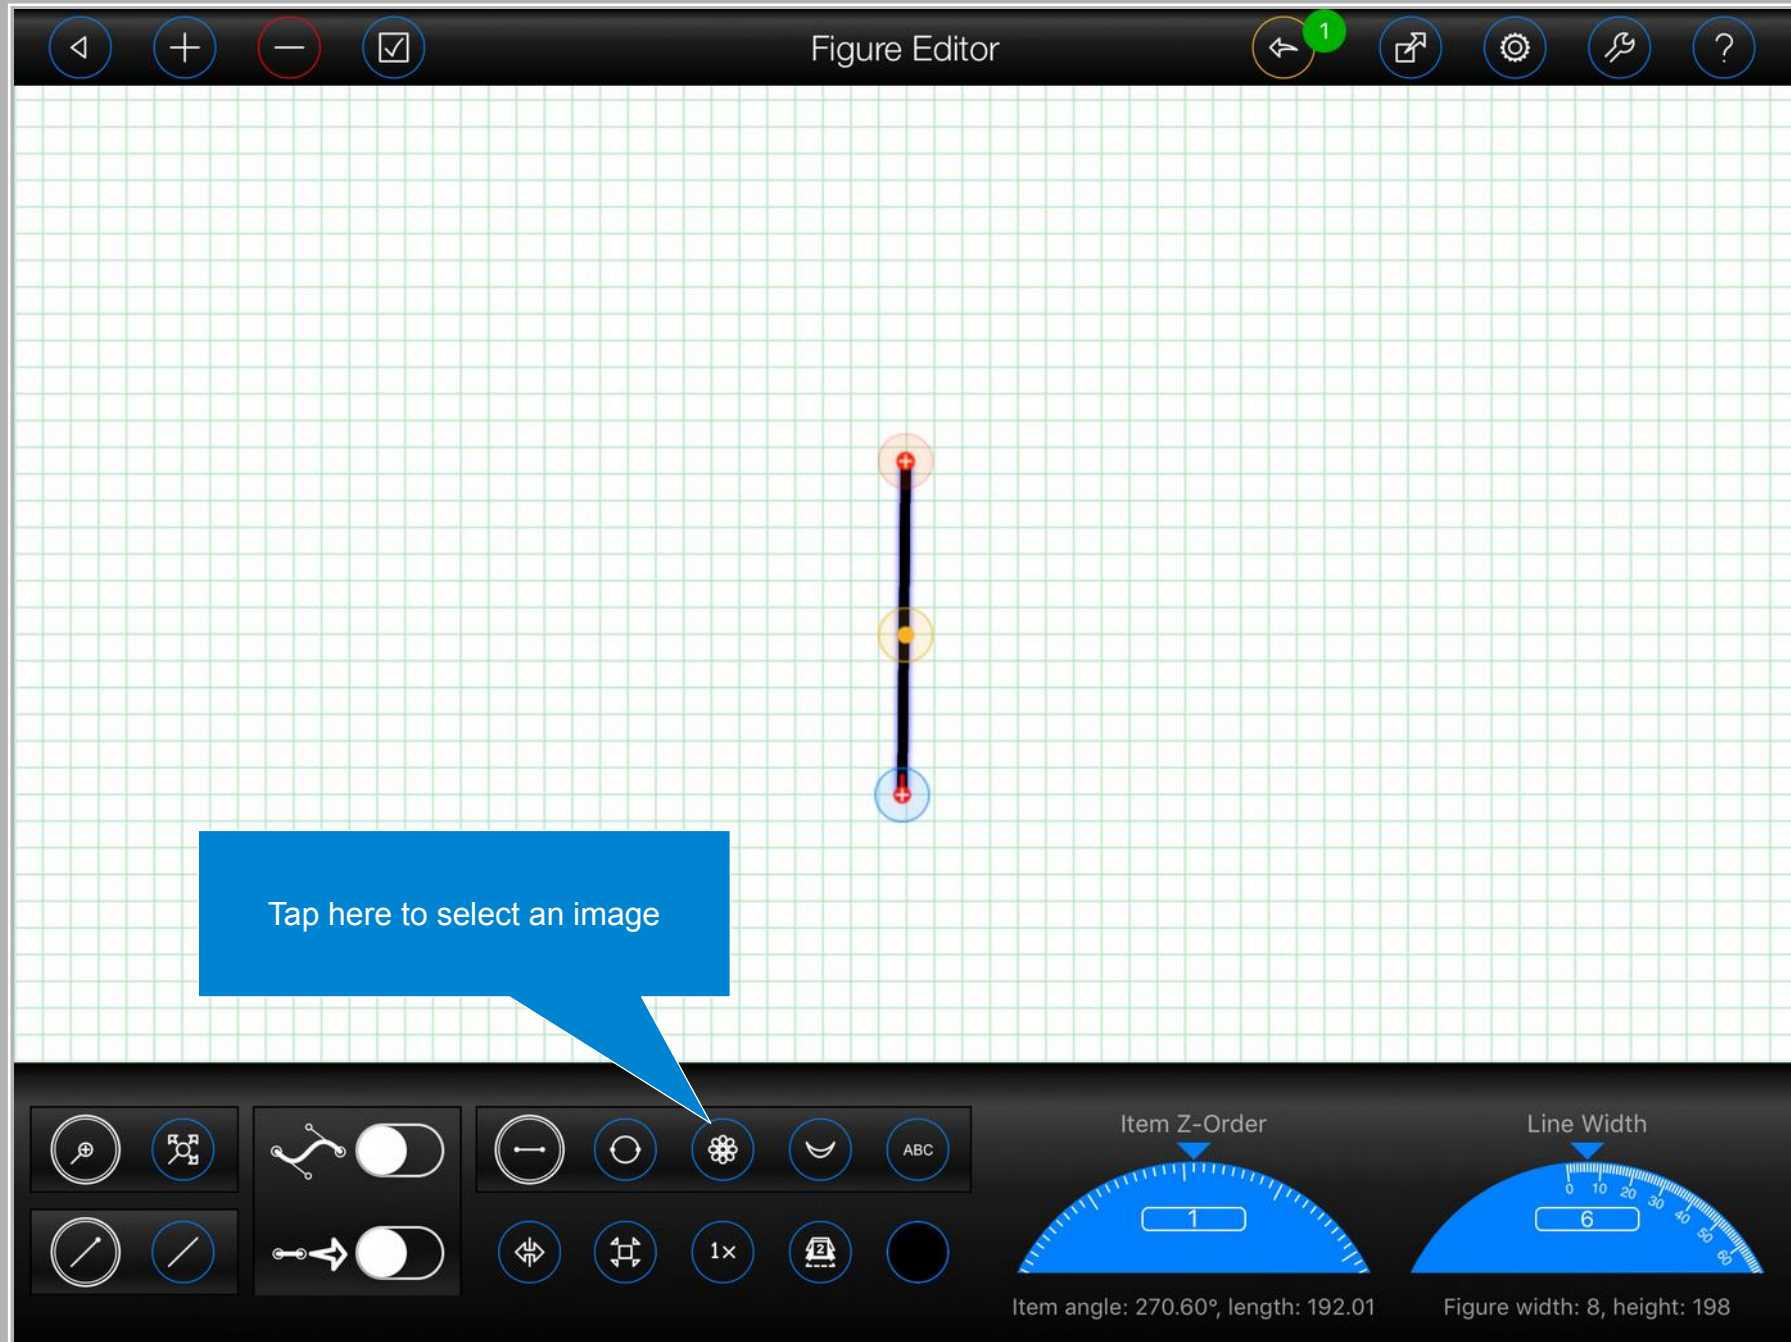 Figure Editor
1
?
Tap here to select an image
ABC
1×
2
Item Z-Order
1
Item angle: 270.60°, length: 192.01
Line Width
0 10 20 30 40 50 60
6
Figure width: 8, height: 198